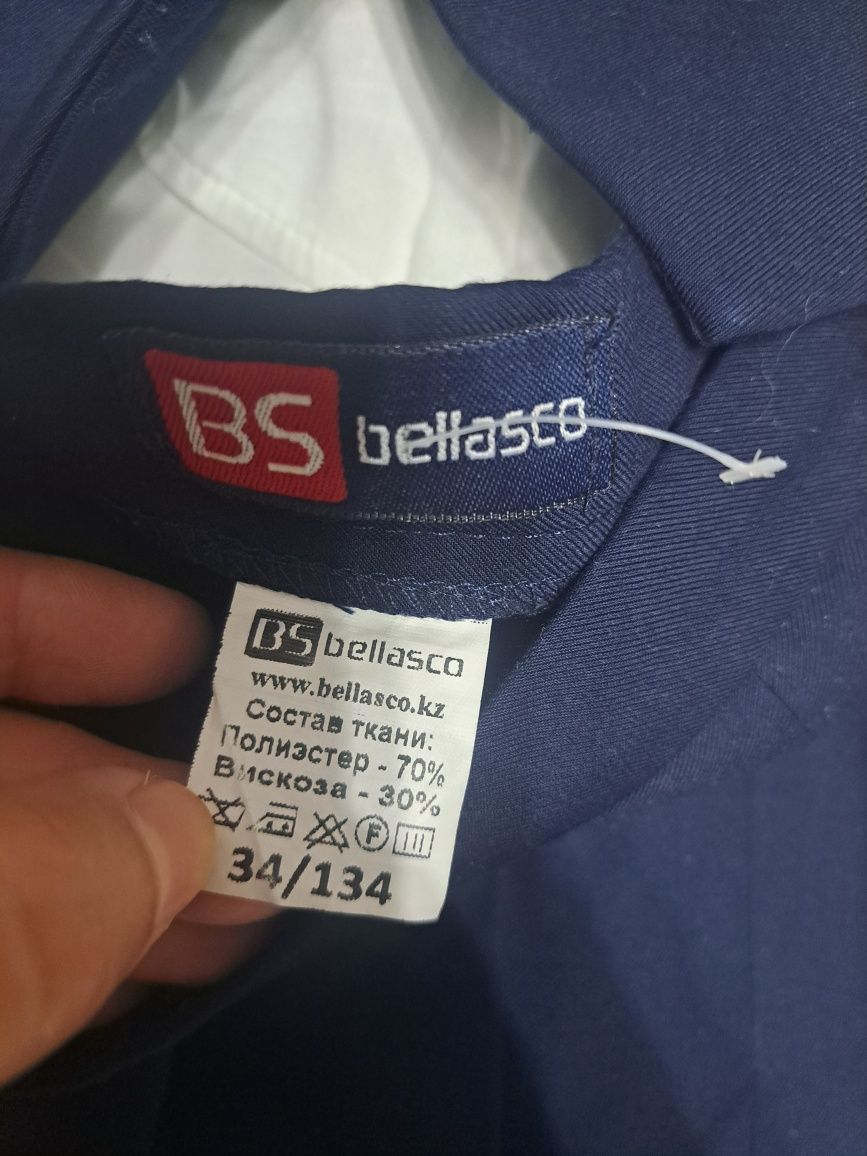 BS bellasco
BS bellasco
www.bellasco.kz
Состав ткани:
Полиэстер - 70%
Вискоза - 30%
F
34/134